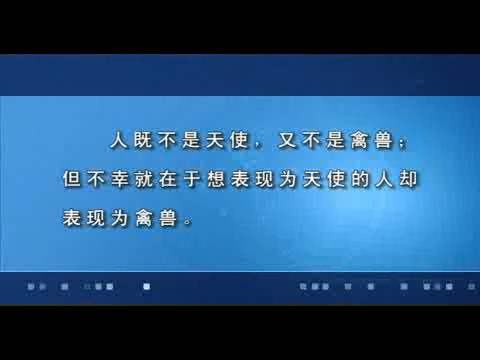 人既不是天使，又不是禽兽；
但不幸就在于想表现为天使的人却
表现为禽兽。